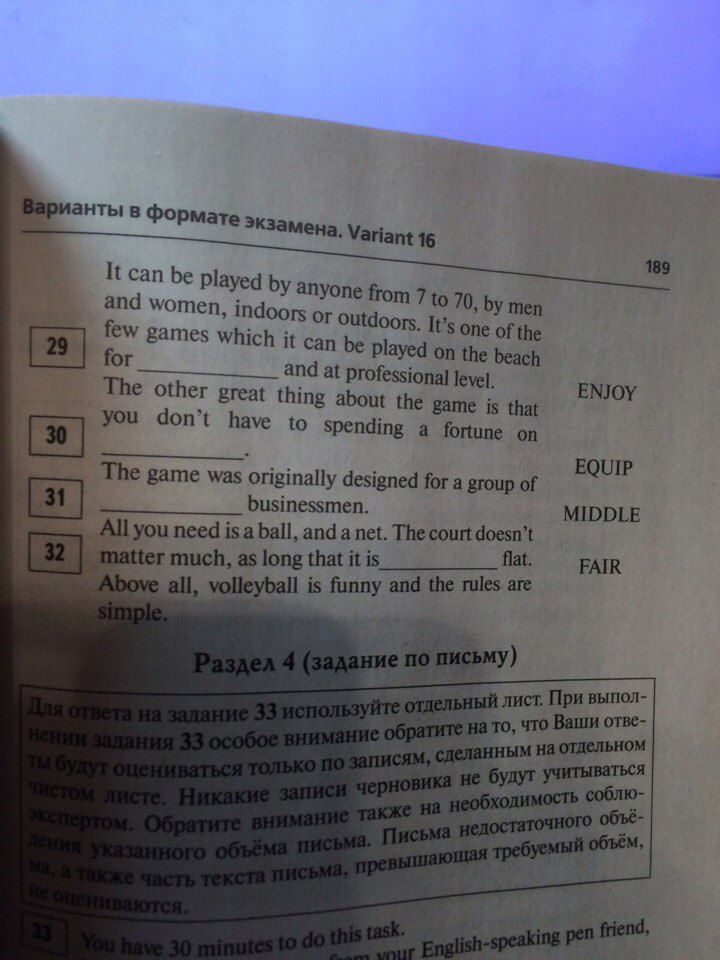 Варианты в формате экзамена. Variant 16
189
It can be played by anyone from 7 to 70, by men
and women, indoors or outdoors. It's one of the
few games which it can be played on the beach
29 for ____________ and at professional level. ENJOY
The other great thing about the game is that
you don't have to spending a fortune on
30 ____________. EQUIP
The game was originally designed for a group of
31 ____________ businessmen. MIDDLE
All you need is a ball, and a net. The court doesn't
32 matter much, as long that it is__________ flat. FAIR
Above all, volleyball is funny and the rules are
simple.
Раздел 4 (задание по письму)
Для ответа на задание 33 используйте отдельный лист. При выпол-
нении задания 33 особое внимание обратите на то, что Ваши отве-
ты будут оцениваться только по записям, сделанным на отдельном
чистом листе. Никакие записи черновика не будут учитываться
экспертом. Обратите внимание также на необходимость соблю-
дения указанного объёма письма. Письма недостаточного объё-
ма, а также часть текста письма, превышающая требуемый объём,
не оцениваются.
33 You have 30 minutes to do this task.
from your English-speaking pen friend,